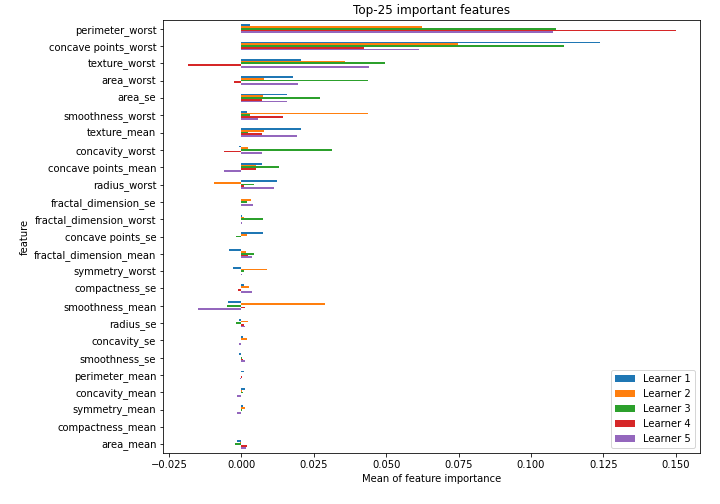 Top-25 important features
perimeter_worst
concave points_worst
texture_worst
area_worst
area_se
smoothness_worst
texture_mean
concavity_worst
concave points_mean
radius_worst
fractal_dimension_se
fractal_dimension_worst
concave points_se
fractal_dimension_mean
symmetry_worst
compactness_se
smoothness_mean
radius_se
concavity_se
smoothness_se
perimeter_mean
concavity_mean
symmetry_mean
compactness_mean
area_mean
feature
Learner 1
Learner 2
Learner 3
Learner 4
Learner 5
−0.025 0.000 0.025 0.050 0.075 0.100 0.125 0.150
Mean of feature importance